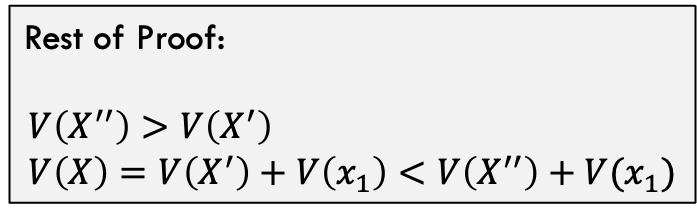 Rest of Proof:
V(X″) > V(X′)
V(X) = V(X′) + V(x₁) < V(X″) + V(x₁)